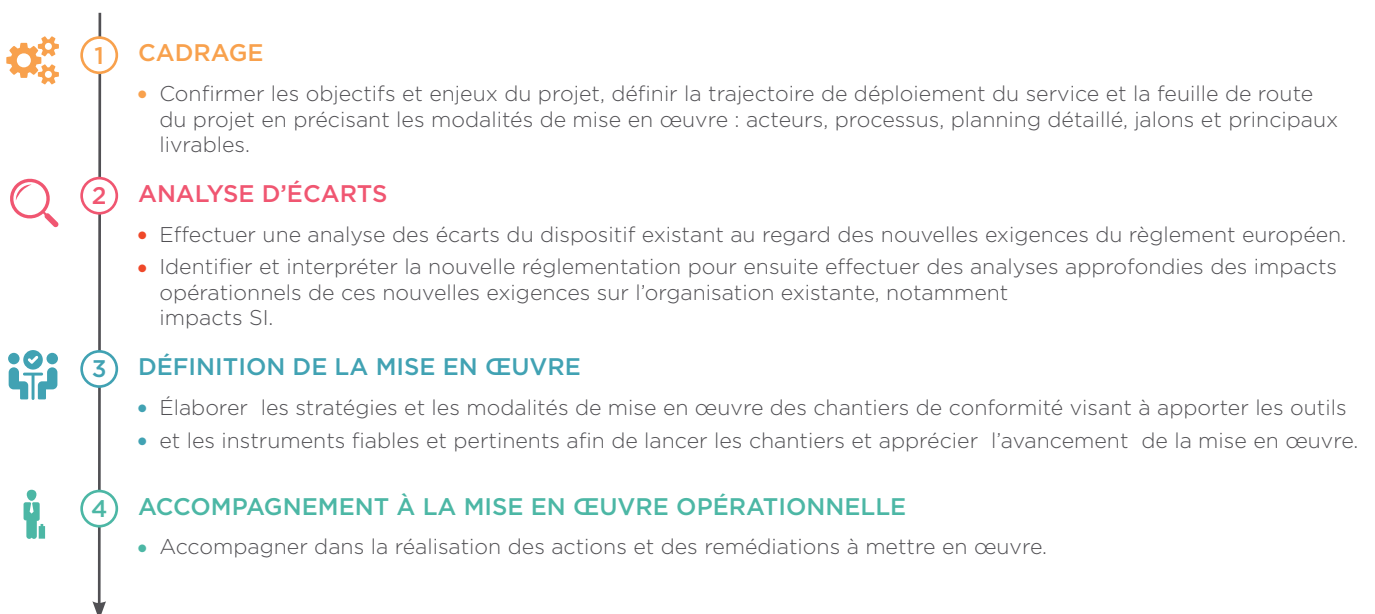 1 CADRAGE
• Confirmer les objectifs et enjeux du projet, définir la trajectoire de déploiement du service et la feuille de route
du projet en précisant les modalités de mise en œuvre : acteurs, processus, planning détaillé, jalons et principaux
livrables.
2 ANALYSE D’ÉCARTS
• Effectuer une analyse des écarts du dispositif existant au regard des nouvelles exigences du règlement européen.
• Identifier et interpréter la nouvelle réglementation pour ensuite effectuer des analyses approfondies des impacts
opérationnels de ces nouvelles exigences sur l’organisation existante, notamment
impacts SI.
3 DÉFINITION DE LA MISE EN ŒUVRE
• Élaborer les stratégies et les modalités de mise en œuvre des chantiers de conformité visant à apporter les outils
• et les instruments fiables et pertinents afin de lancer les chantiers et apprécier l’avancement de la mise en œuvre.
4 ACCOMPAGNEMENT À LA MISE EN ŒUVRE OPÉRATIONNELLE
• Accompagner dans la réalisation des actions et des remédiations à mettre en œuvre.